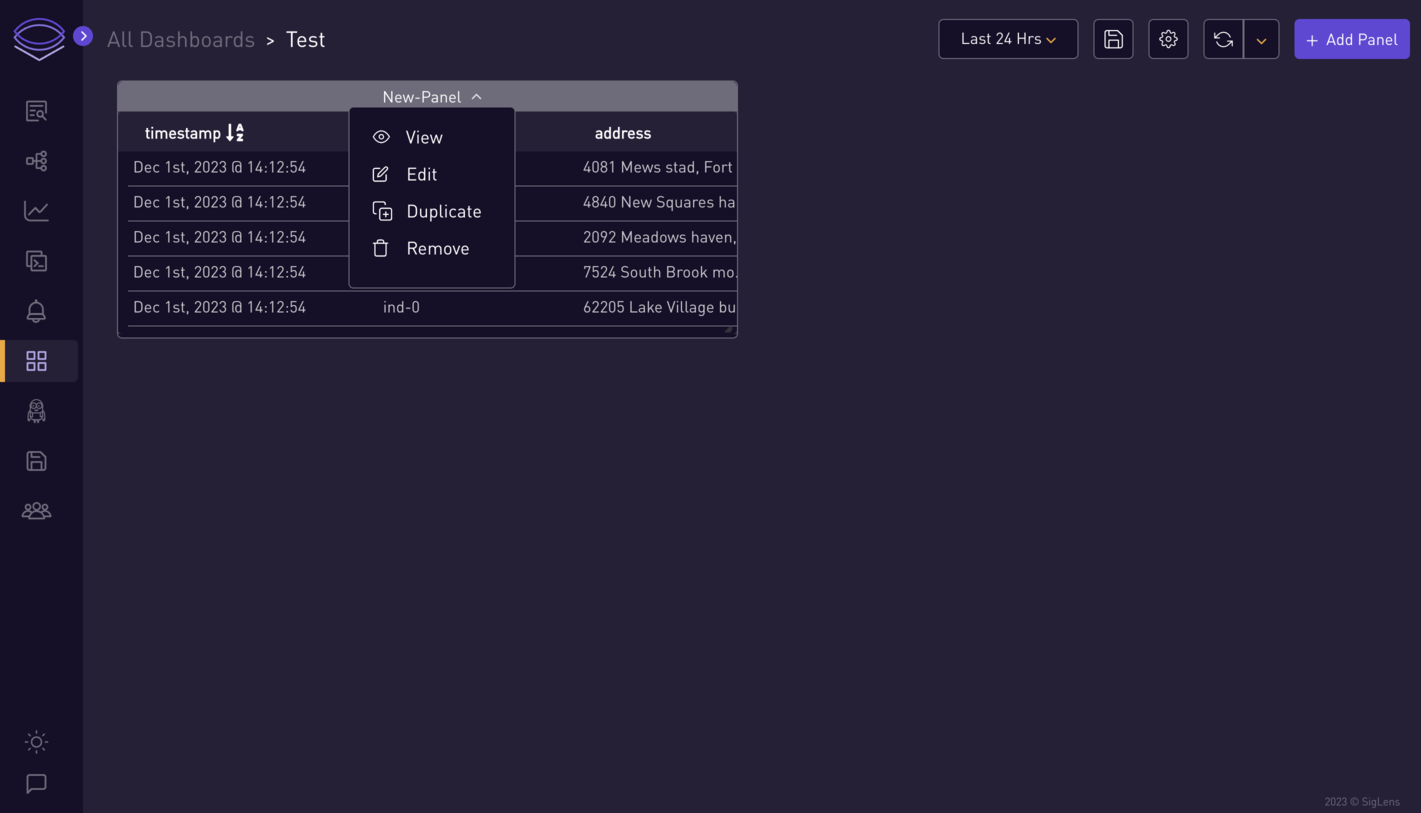 All Dashboards > Test
Last 24 Hrs
+ Add Panel
New-Panel
timestamp
address
View
Edit
Duplicate
Remove
Dec 1st, 2023 @ 14:12:54
4081 Mews stad, Fort
Dec 1st, 2023 @ 14:12:54
4840 New Squares ha
Dec 1st, 2023 @ 14:12:54
2092 Meadows haven,
Dec 1st, 2023 @ 14:12:54
7524 South Brook mo.
Dec 1st, 2023 @ 14:12:54
ind-0
62205 Lake Village bu
2023 © SigLens